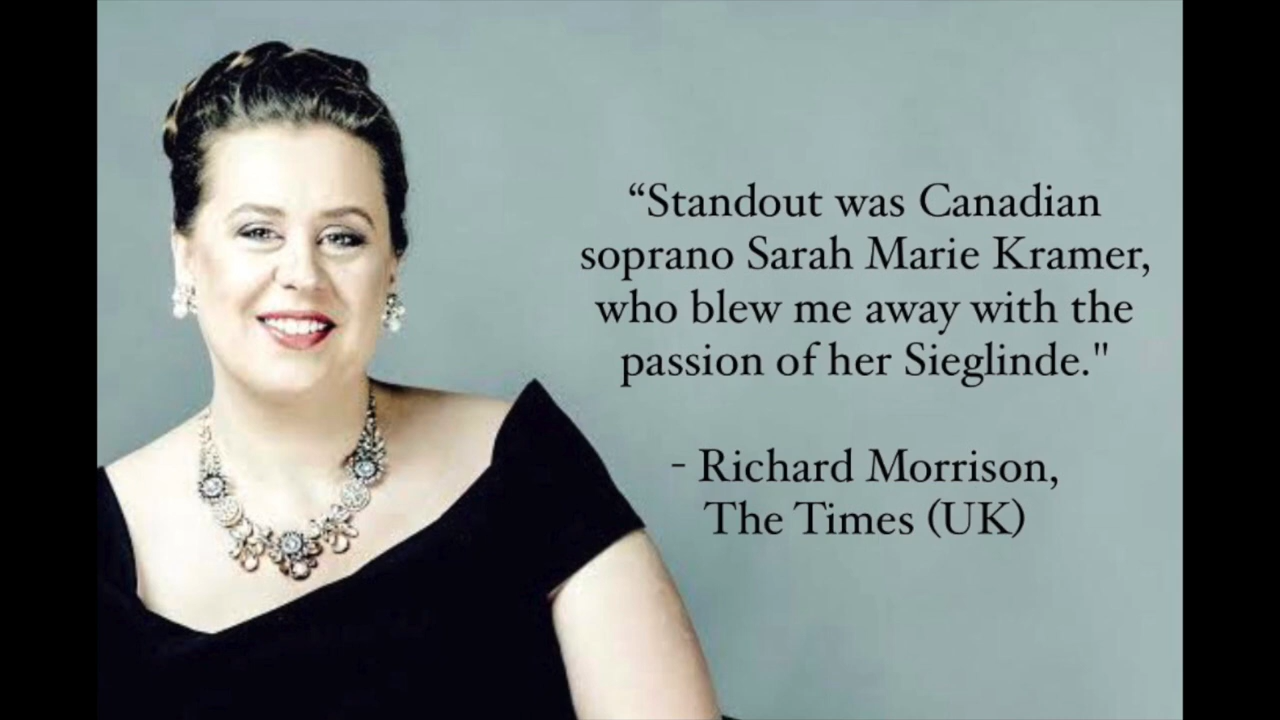 “Standout was Canadian
soprano Sarah Marie Kramer,
who blew me away with the
passion of her Sieglinde."
- Richard Morrison,
The Times (UK)